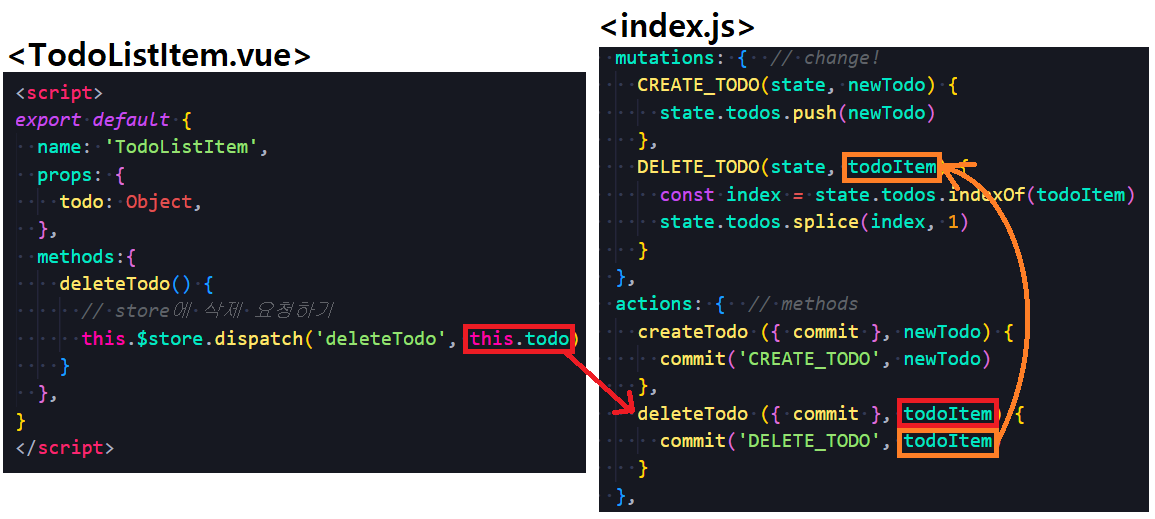 <TodoListItem.vue>
<script>
export default {
name: 'TodoListItem',
props: {
todo: Object,
},
methods:{
deleteTodo() {
// store에 삭제 요청하기
this.$store.dispatch('deleteTodo', this.todo)
}
},
}
</script>
<index.js>
mutations: { // change!
CREATE_TODO(state, newTodo) {
state.todos.push(newTodo)
},
DELETE_TODO(state, todoItem) {
const index = state.todos.indexOf(todoItem)
state.todos.splice(index, 1)
}
},
actions: { // methods
createTodo ({ commit }, newTodo) {
commit('CREATE_TODO', newTodo)
},
deleteTodo ({ commit }, todoItem) {
commit('DELETE_TODO', todoItem)
}
},